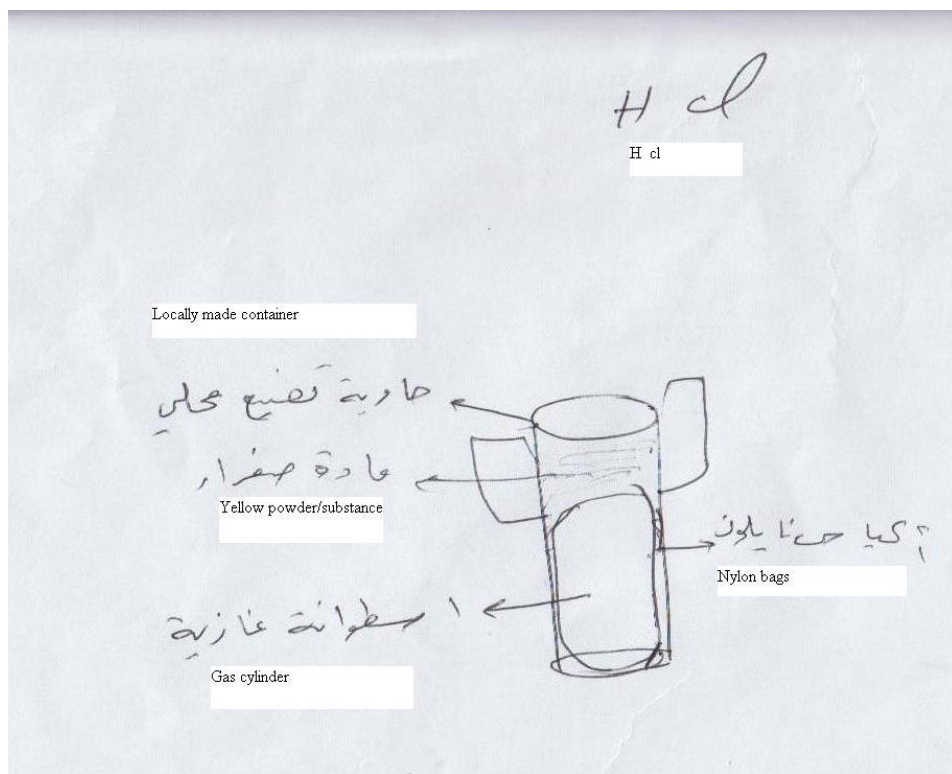 H cl
H cl
Locally made container
حاوية تصنيع محلي
مادة صفراء
Yellow powder/substance
أكياس نايلون
Nylon bags
اسطوانة غازية
Gas cylinder